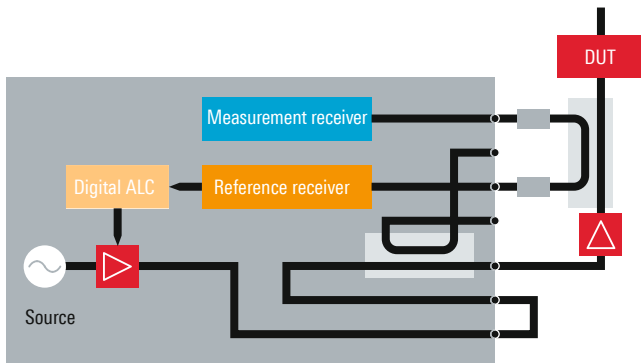 DUT
Measurement receiver
Digital ALC
Reference receiver
Source